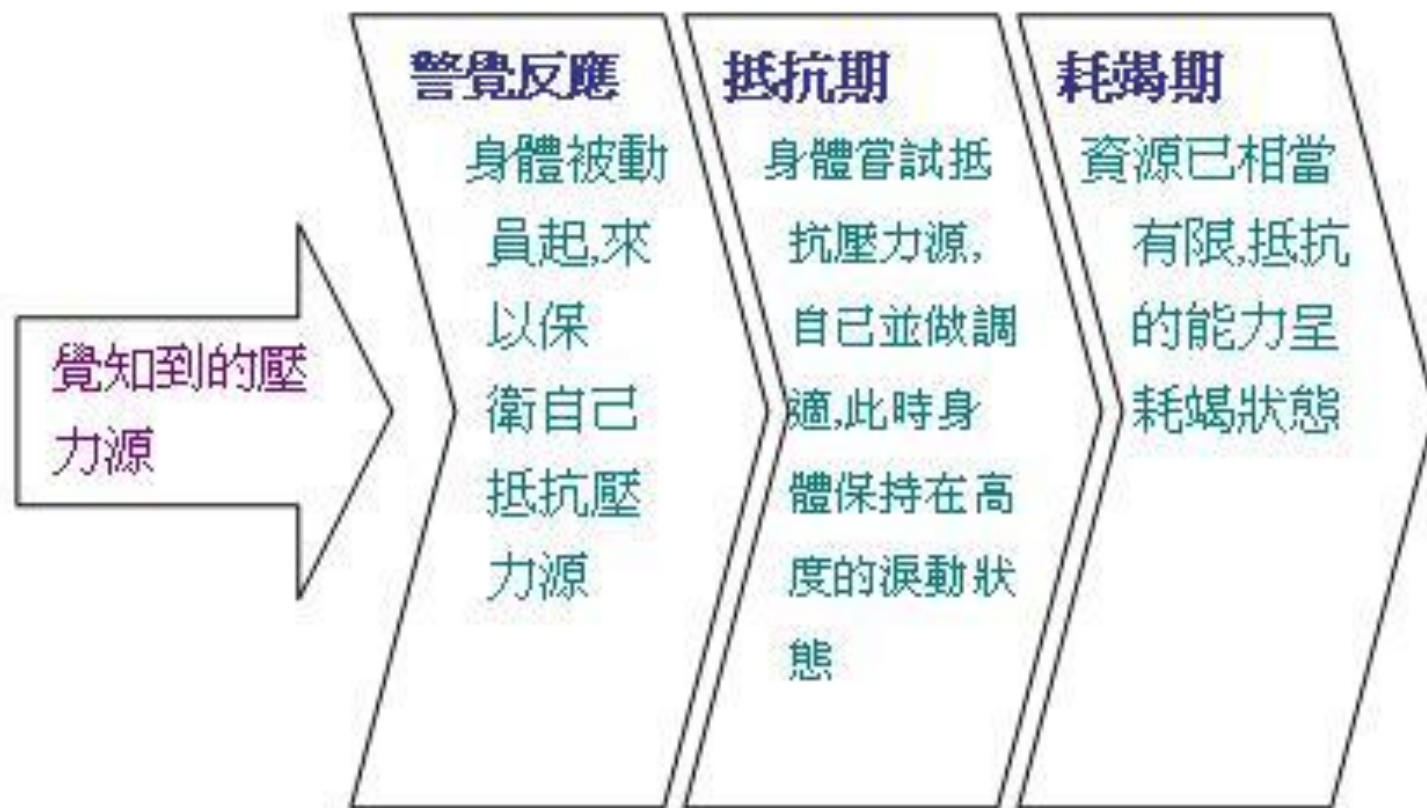 覺知到的壓
力源
警覺反應
身體被動
員起,來
以保
衛自己
抵抗壓
力源
抵抗期
身體嘗試抵
抗壓力源,
自己並做調
適,此時身
體保持在高
度的淚動狀
態
耗竭期
資源已相當
有限,抵抗
的能力呈
耗竭狀態